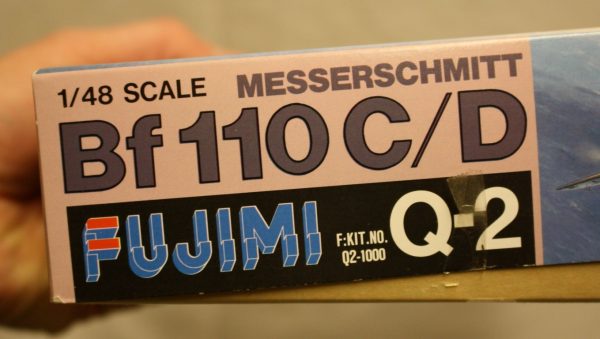 1/48 SCALE MESSERSCHMITT
Bf 110 C/D
FUJIMI
F:KIT.NO.
Q2-1000
Q-2